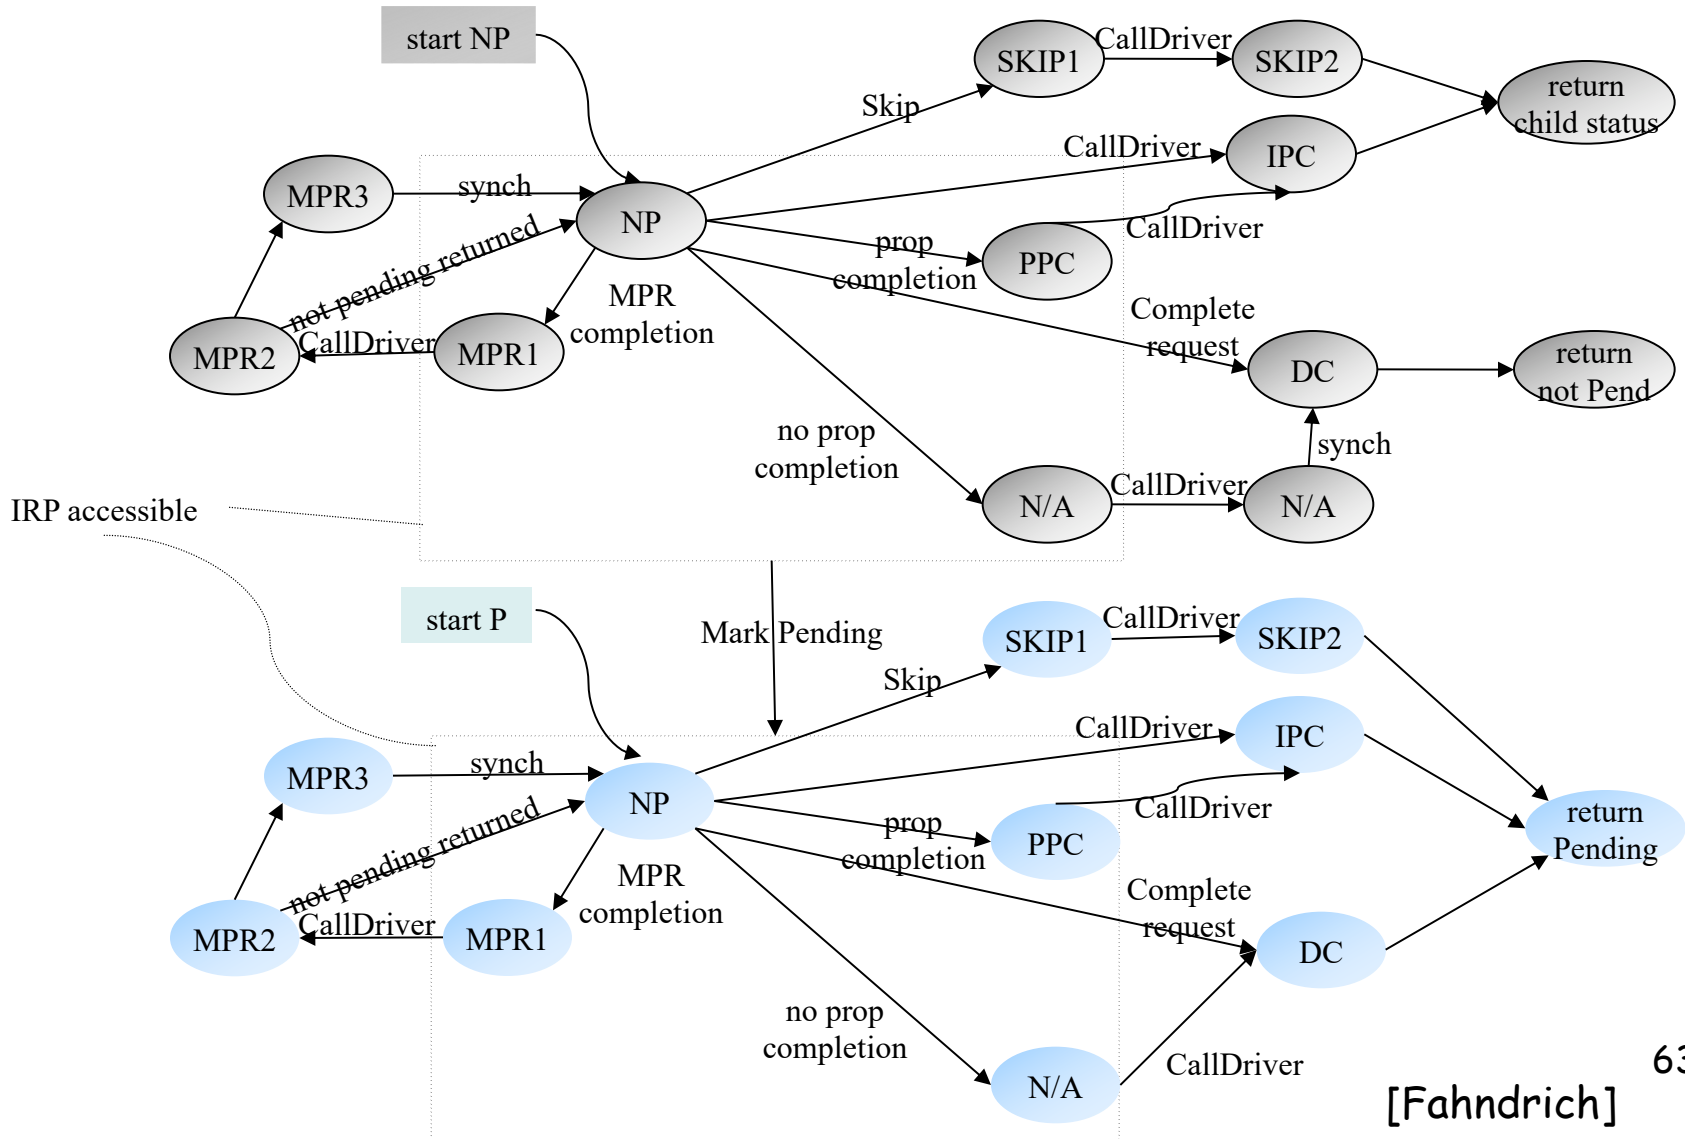 start NP
SKIP1
CallDriver
SKIP2
return
child status
Skip
CallDriver
IPC
MPR3
synch
NP
CallDriver
not pending returned
prop
completion
PPC
MPR
completion
Complete
request
MPR2
CallDriver
MPR1
DC
return
not Pend
no prop
completion
synch
N/A
CallDriver
N/A
IRP accessible
start P
Mark Pending
SKIP1
CallDriver
SKIP2
Skip
CallDriver
IPC
MPR3
synch
NP
CallDriver
not pending returned
prop
completion
PPC
return
Pending
MPR
completion
Complete
request
MPR2
CallDriver
MPR1
DC
no prop
completion
N/A
CallDriver
63
[Fahndrich]